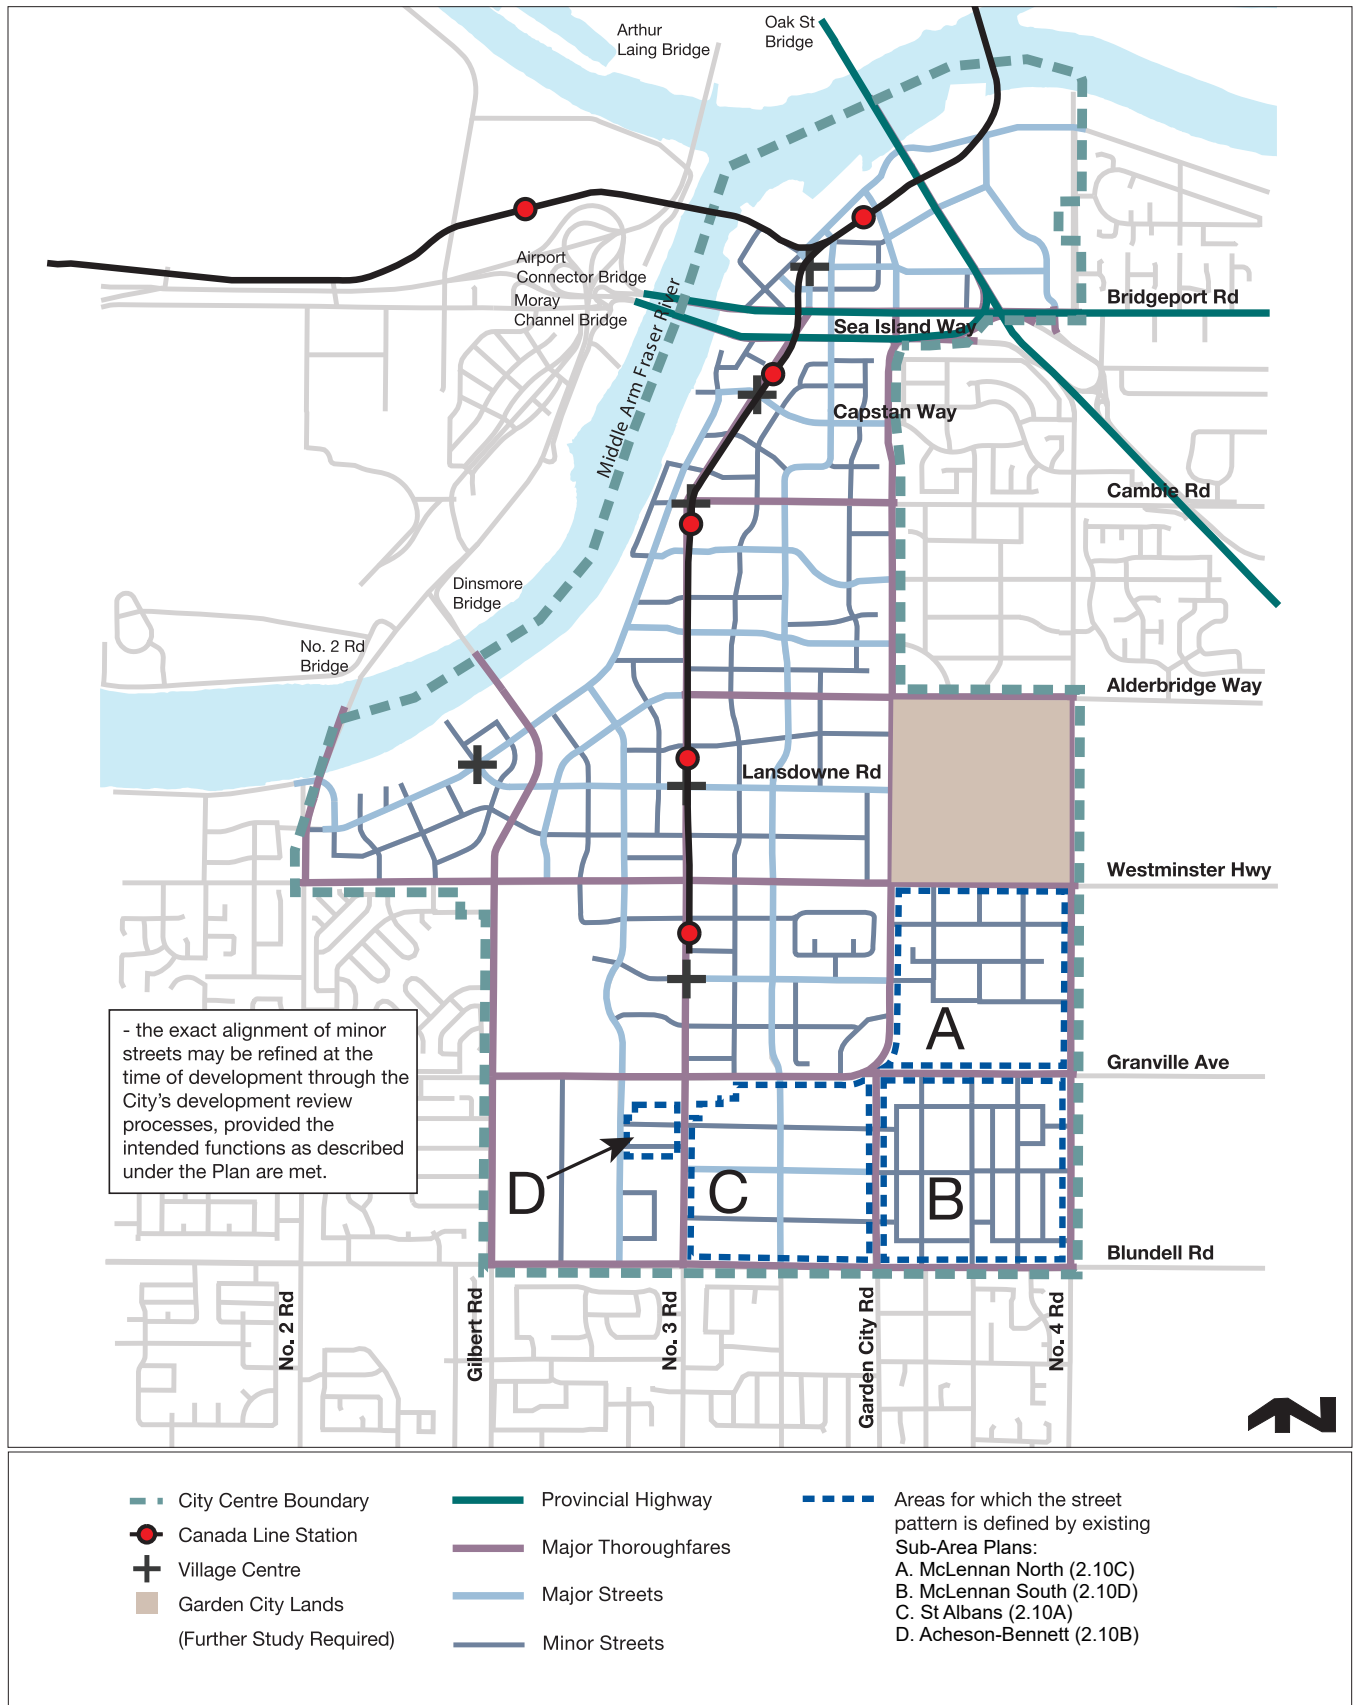 Arthur
Laing Bridge
Oak St
Bridge
Airport
Connector Bridge
Moray
Channel Bridge
Middle Arm Fraser River
Bridgeport Rd
Sea Island Way
Capstan Way
Cambie Rd
Dinsmore
Bridge
No. 2 Rd
Bridge
Alderbridge Way
Lansdowne Rd
Westminster Hwy
- the exact alignment of minor
streets may be refined at the
time of development through the
City's development review
processes, provided the
intended functions as described
under the Plan are met.
A
Granville Ave
D
C
B
Blundell Rd
No. 2 Rd
Gilbert Rd
No. 3 Rd
Garden City Rd
No. 4 Rd
N
City Centre Boundary
Canada Line Station
Village Centre
Garden City Lands
(Further Study Required)
Provincial Highway
Major Thoroughfares
Major Streets
Minor Streets
Areas for which the street
pattern is defined by existing
Sub-Area Plans:
A. McLennan North (2.10C)
B. McLennan South (2.10D)
C. St Albans (2.10A)
D. Acheson-Bennett (2.10B)